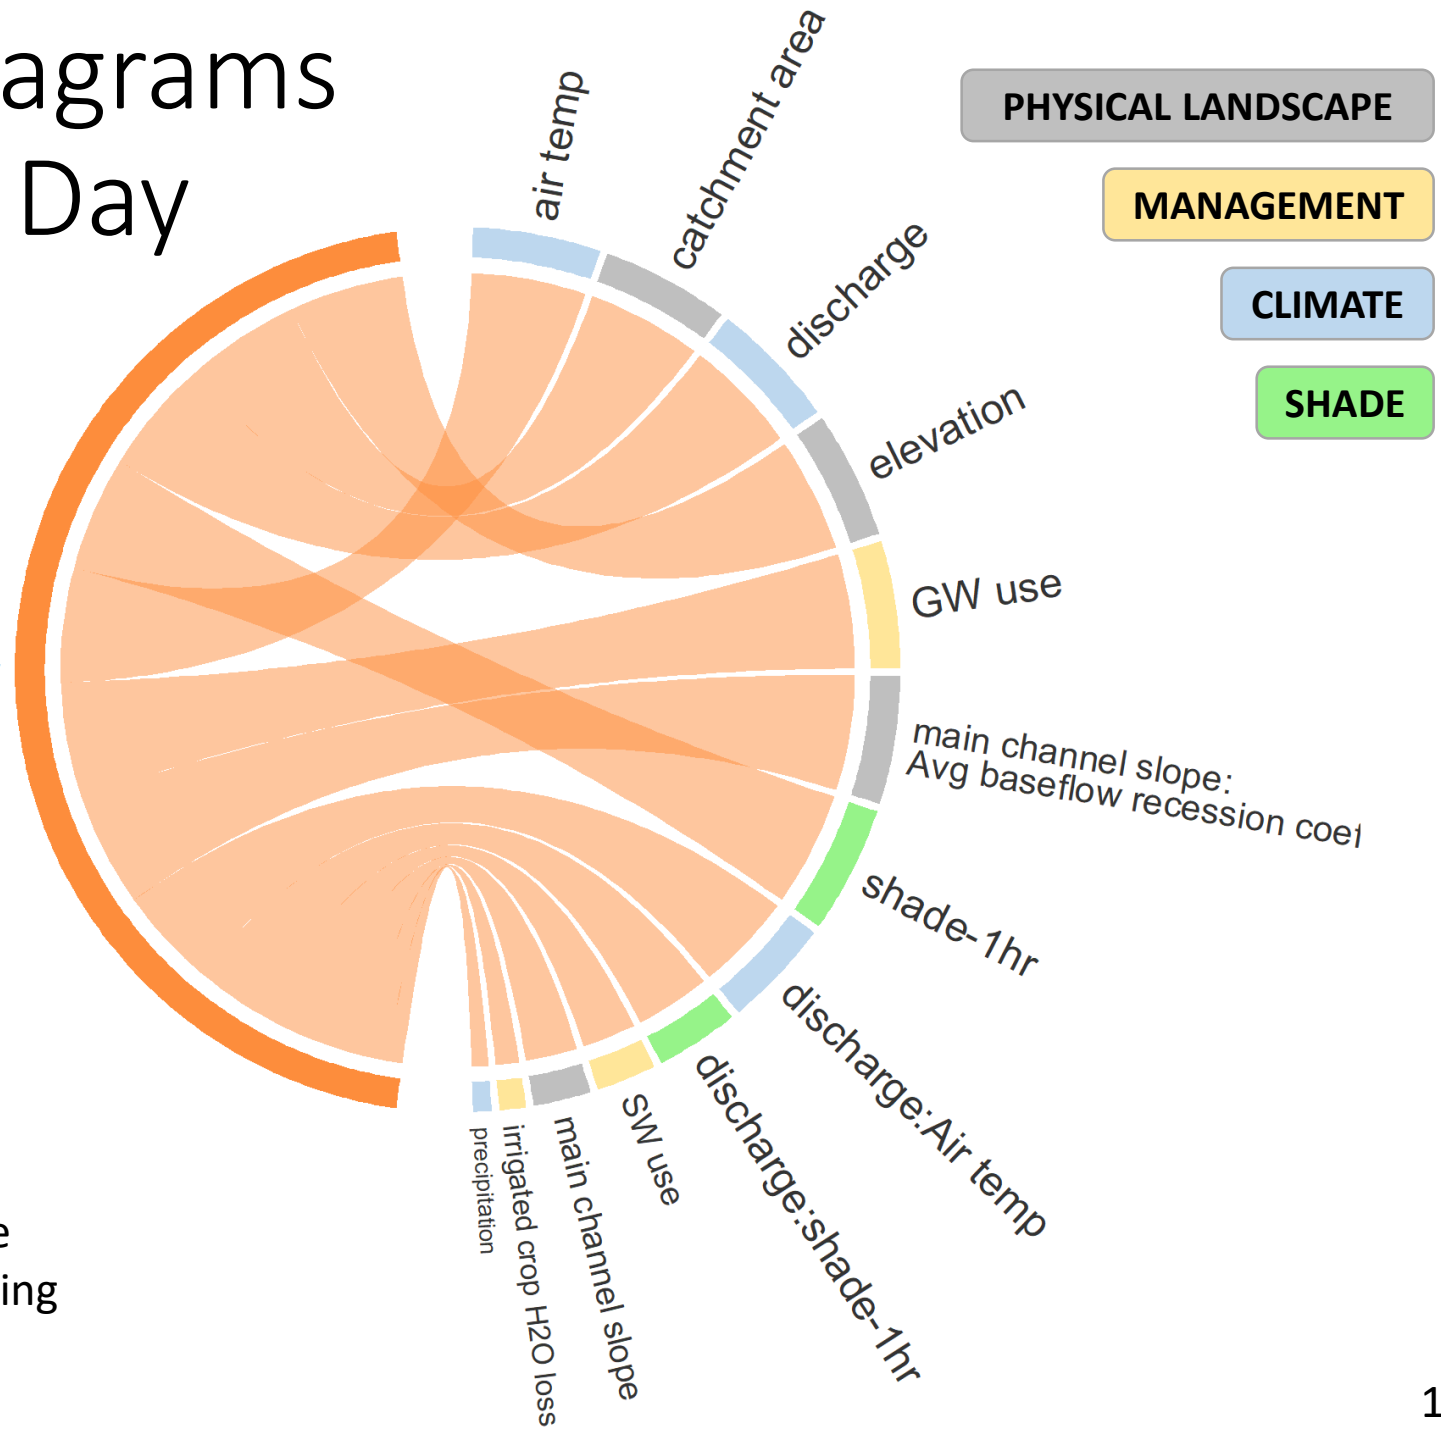 agrams
Day
PHYSICAL LANDSCAPE
MANAGEMENT
CLIMATE
SHADE
air temp
catchment area
discharge
elevation
GW use
main channel slope:
Avg baseflow recession coef
shade-1hr
discharge:Air temp
discharge:shade-1hr
SW use
main channel slope
irrigated crop H2O loss
precipitation
e
ing
1